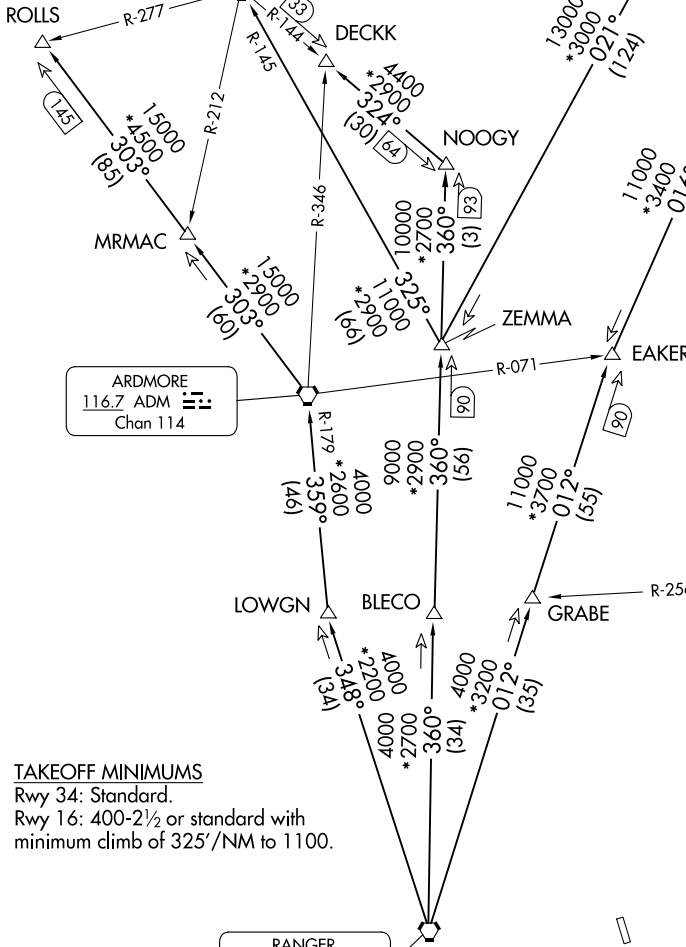 ROLLS
R-277
33
R-144
DECKK
R-145
13000
*3000
021°
(124)
145
15000
*4500
303°
(85)
R-212
4400
*2900
324°
(30)
64
NOOGY
93
11000
*3400
R-346
10000
*2700
360°
(3)
MRMAC
15000
*2900
303°
(60)
325°
11000
*2900
(66)
ZEMMA
EAKER
R-071
90
90
ARDMORE
116.7 ADM
Chan 114
R-179
4000
*2600
359°
(46)
9000
*2900
360°
(56)
11000
*3700
012°
(55)
LOWGN
BLECO
GRABE
R-256
4000
*2200
348°
(34)
4000
*2700
360°
(34)
4000
*3200
012°
(35)
TAKEOFF MINIMUMS
Rwy 34: Standard.
Rwy 16: 400-2½ or standard with
minimum climb of 325'/NM to 1100.
RANGER